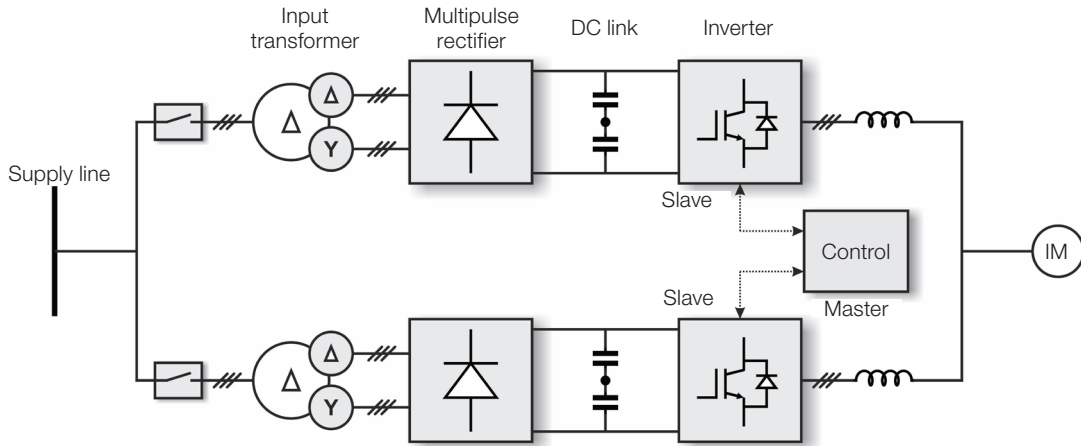 Input
transformer
Multipulse
rectifier
DC link
Inverter
Δ
Δ
Y
Supply line
Slave
Control
IM
Slave
Master
Δ
Δ
Y